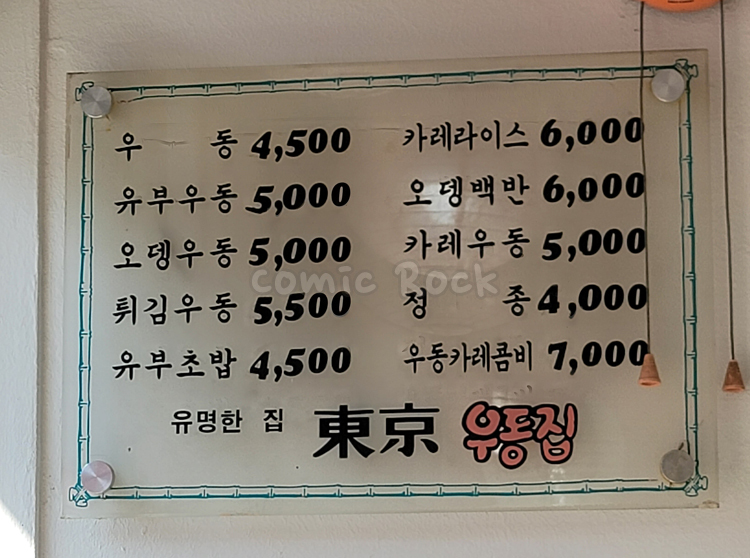 우 동 4,500
유부우동 5,000
오뎅우동 5,000
튀김우동 5,500
유부초밥 4,500
카레라이스 6,000
오뎅백반 6,000
카레우동 5,000
정 종 4,000
우동카레콤비 7,000
유명한 집 東京 우동집
Comic Rock